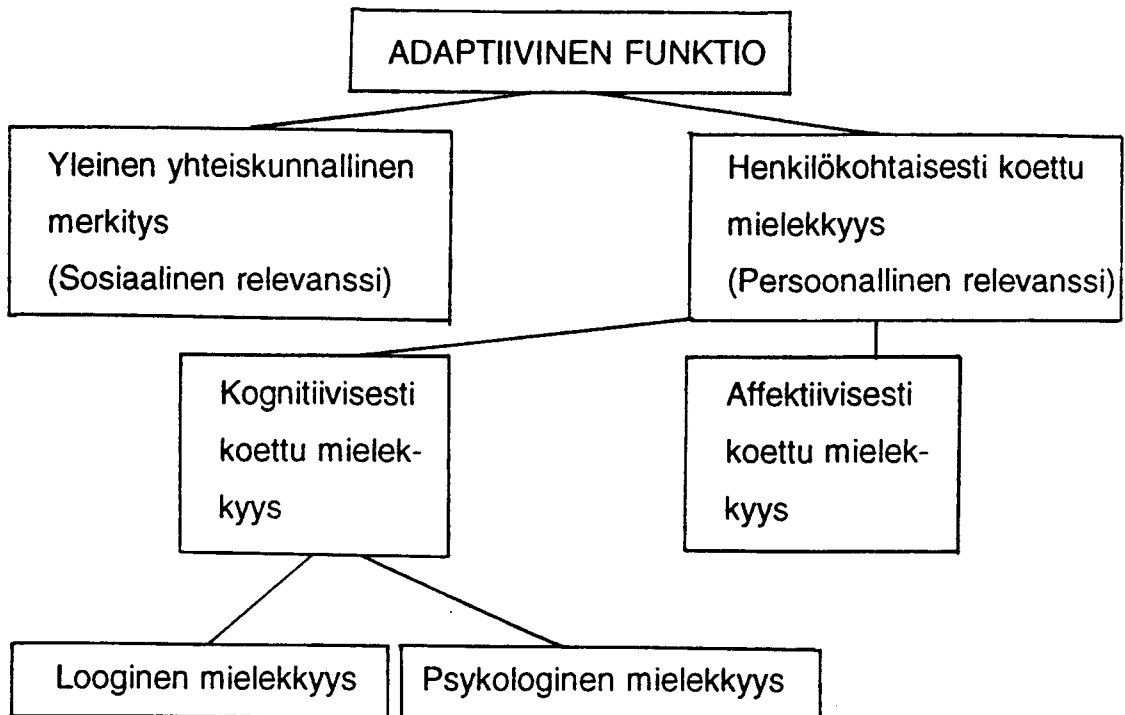 ADAPTIIVINEN FUNKTIO
Yleinen yhteiskunnallinen
merkitys
(Sosiaalinen relevanssi)
Henkilökohtaisesti koettu
mielekkyys
(Persoonallinen relevanssi)
Kognitiivisesti
koettu mielek-
kyys
Affektiivisesti
koettu mielek-
kyys
Looginen mielekkyys
Psykologinen mielekkyys